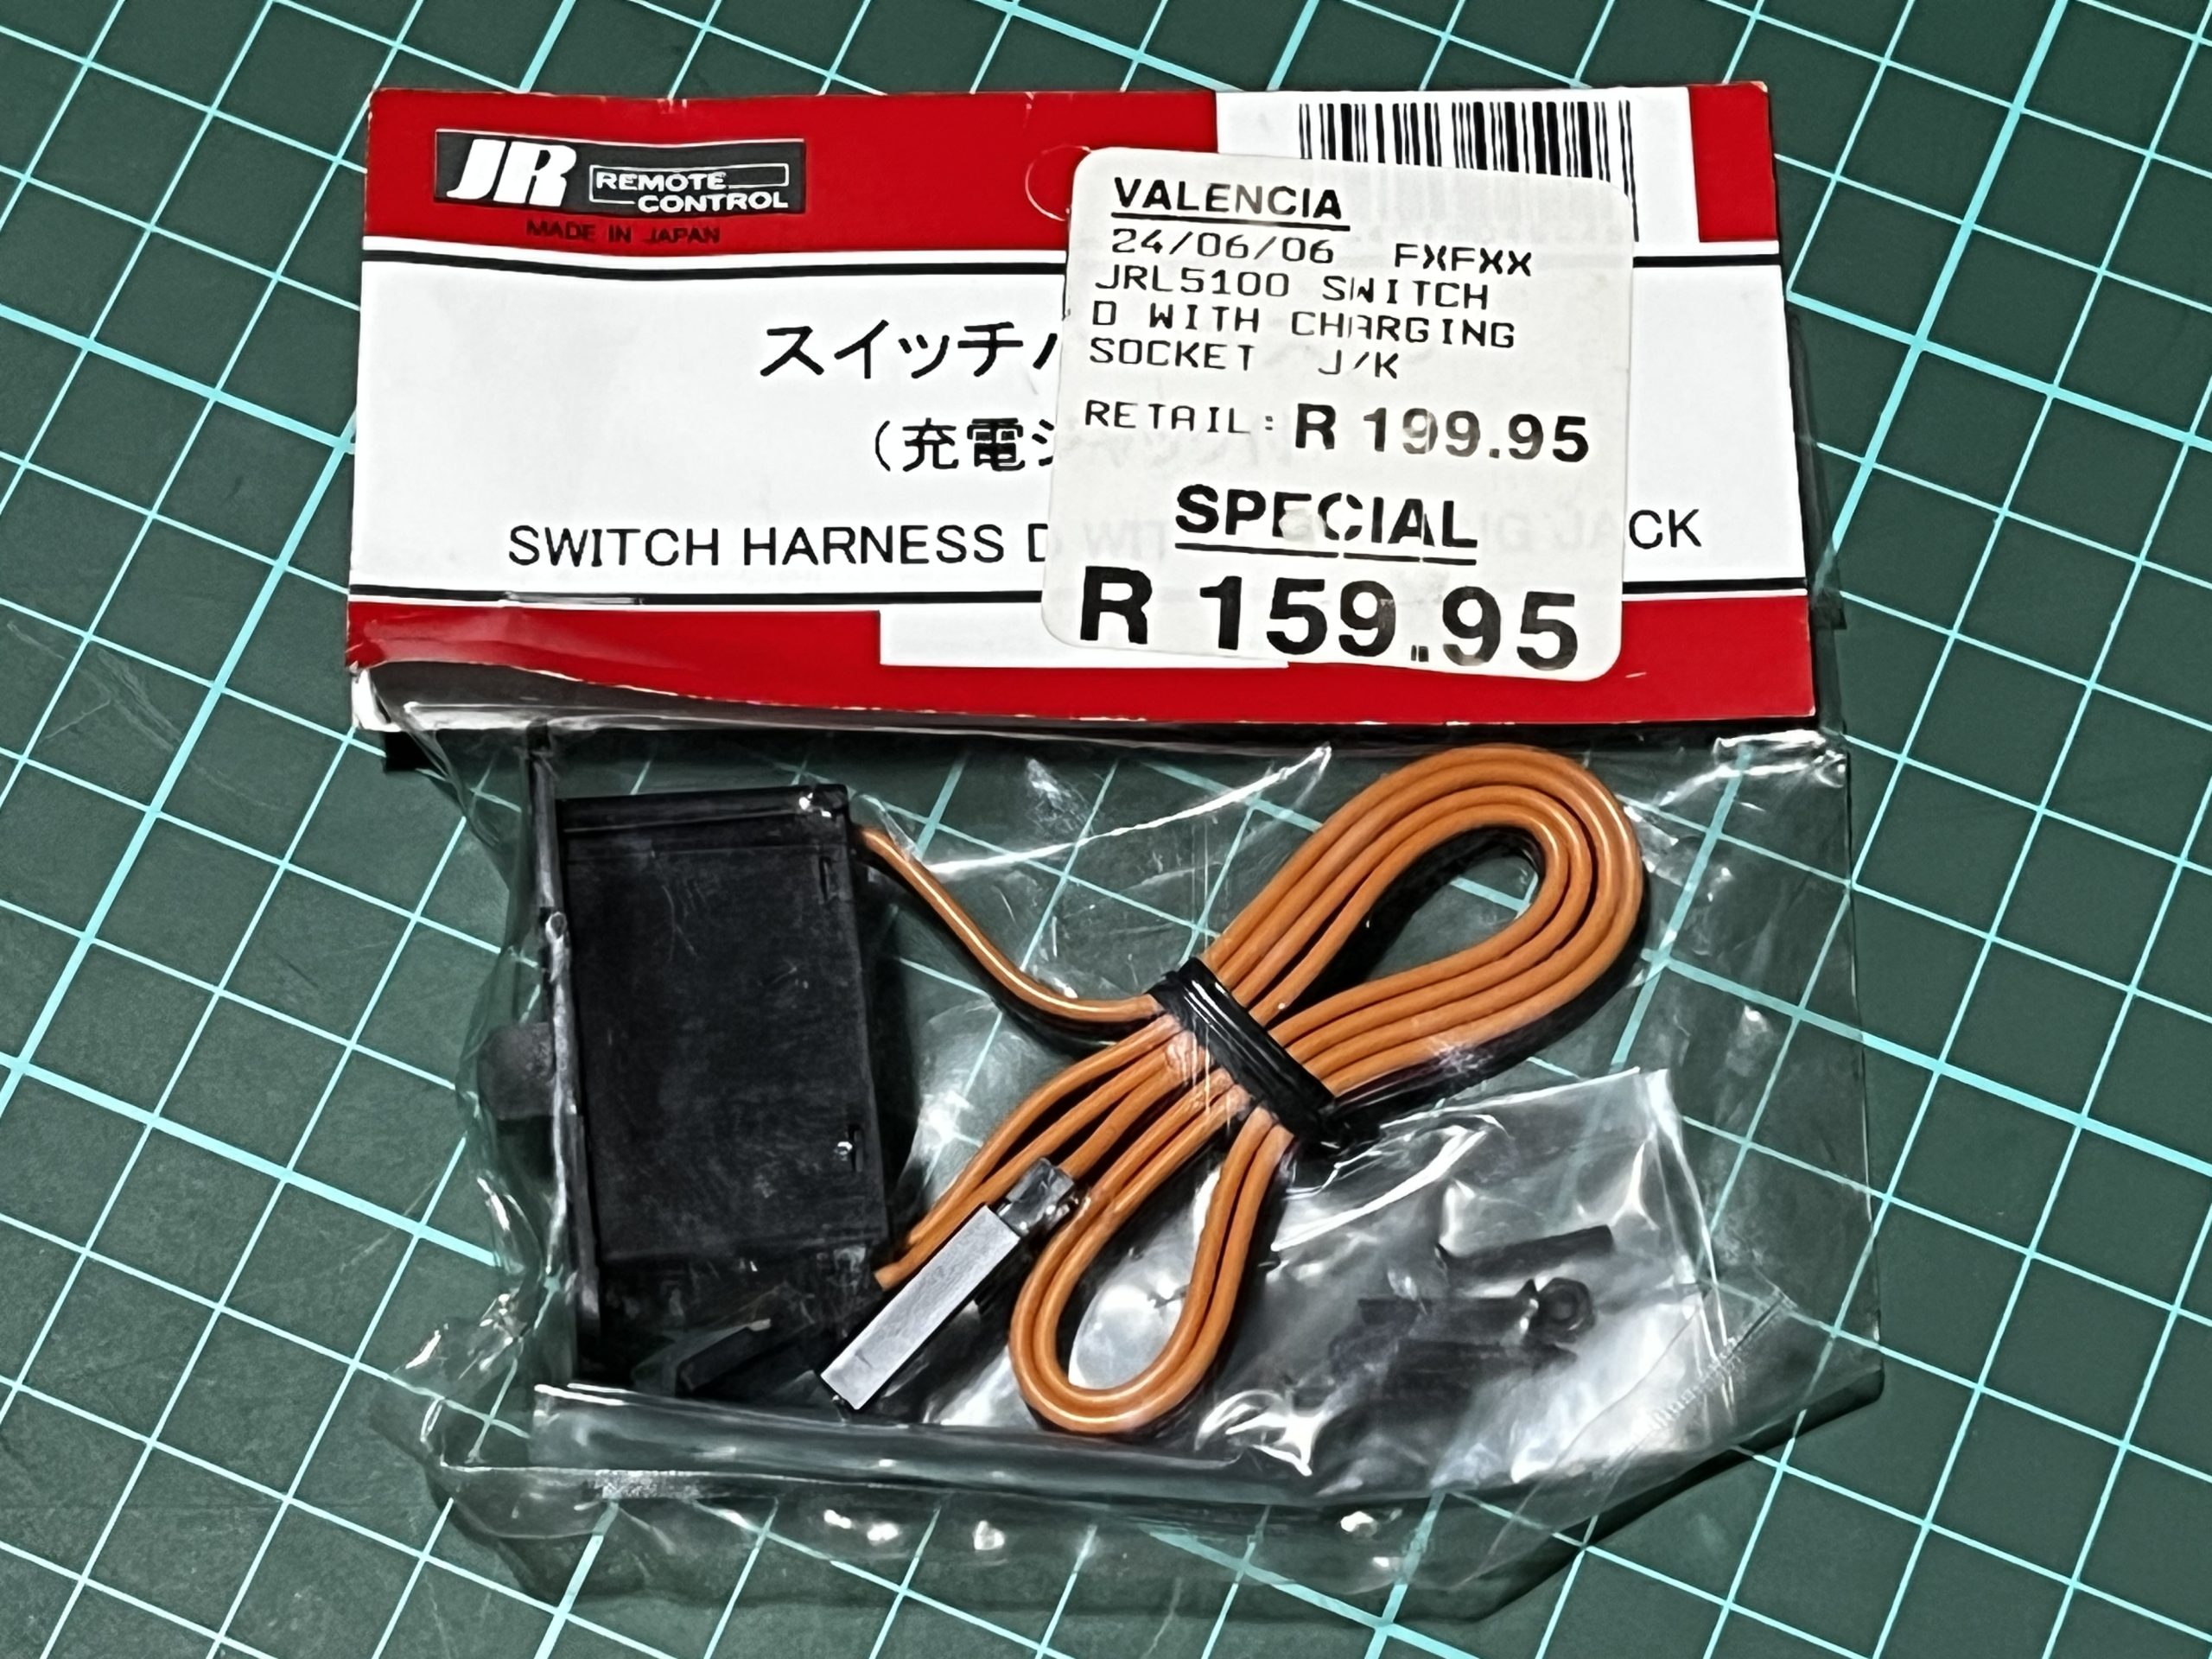 JR REMOTE CONTROL
MADE IN JAPAN
スイッチ
(充電
SWITCH HARNESS D
CK
VALENCIA
24/06/06 FXFXX
JRL5100 SWITCH
D WITH CHARGING
SOCKET J/K
RETAIL: R 199.95
SPECIAL
R 159.95